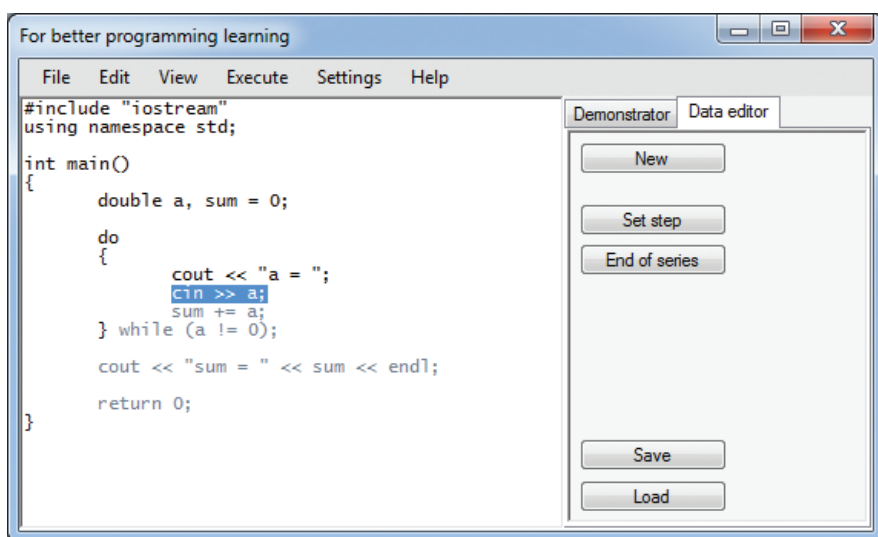 For better programming learning
File Edit View Execute Settings Help
#include "iostream"
using namespace std;
int main()
{
double a, sum = 0;
do
{
cout << "a = ";
cin >> a;
sum += a;
} while (a != 0);
cout << "sum = " << sum << endl;
return 0;
}
Demonstrator Data editor
New
Set step
End of series
Save
Load